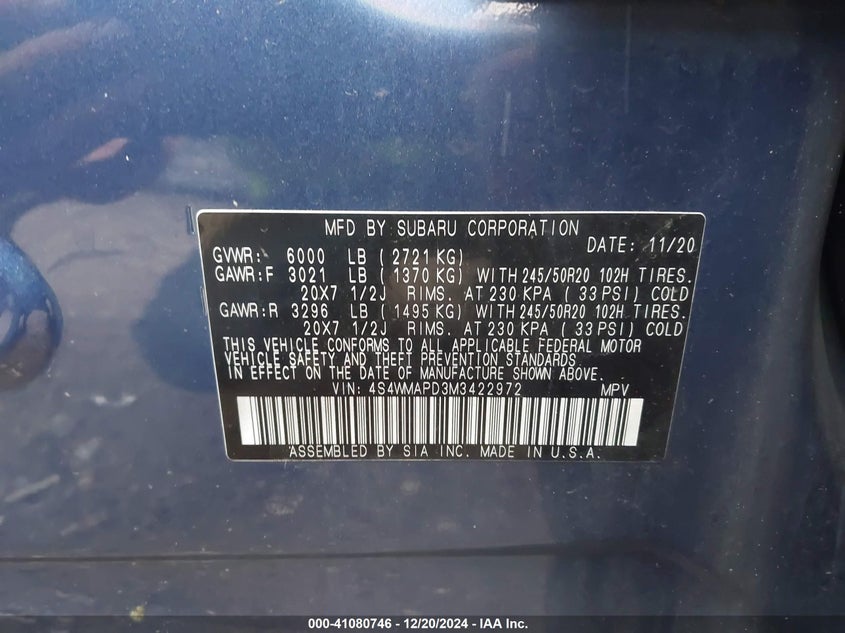 MFD BY SUBARU CORPORATION
DATE: 11/20
GVWR: 6000 LB ( 2721 KG)
GAWR:F 3021 LB ( 1370 KG) WITH 245/50R20 102H TIRES.
20X7 1/2J RIMS. AT 230 KPA ( 33 PSI) COLD
GAWR:R 3296 LB ( 1495 KG) WITH 245/50R20 102H TIRES.
20X7 1/2J RIMS. AT 230 KPA ( 33 PSI) COLD
THIS VEHICLE CONFORMS TO ALL APPLICABLE FEDERAL MOTOR
VEHICLE SAFETY AND THEFT PREVENTION STANDARDS
IN EFFECT ON THE DATE OF MANUFACTURE SHOWN ABOVE.
VIN: 4S4WMAPD3M3422972 MPV
ASSEMBLED BY SIA INC. MADE IN U.S.A.
000-41080746 - 12/20/2024 - IAA Inc.